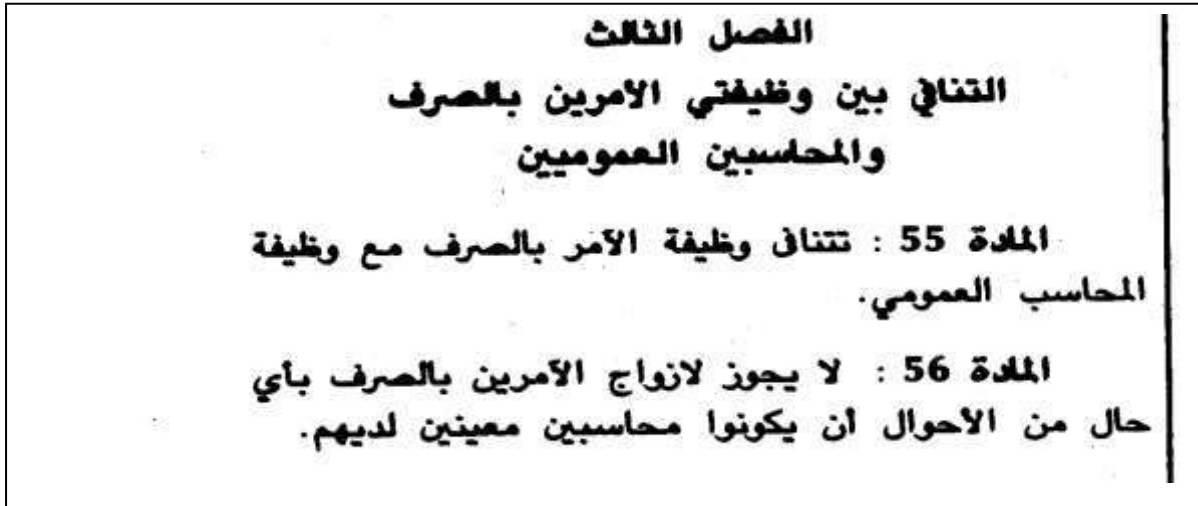 الفصل الثالث
التنافي بين وظيفتي الآمرين بالصرف
والمحاسبين العموميين
المادة 55 : تتنافى وظيفة الآمر بالصرف مع وظيفة
المحاسب العمومي.
المادة 56 : لا يجوز لازواج الآمرين بالصرف بأي
حال من الأحوال أن يكونوا محاسبين معينين لديهم.